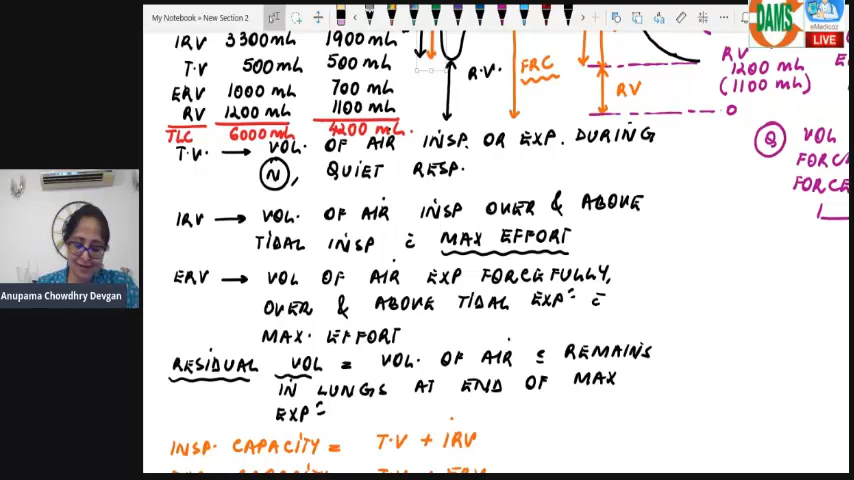 My Notebook » New Section 2
DAMS
eMedicoz
LIVE
IRV 3300 ml 1900 ml
T.V 500 ml 500 ml
ERV 1000 ml 700 ml
RV 1200 ml 1100 ml
TLC 6000 ml 4200 ml.
R.V.
FRC
RV
RV
1200 ml
(1100 ml)
0
Q VOL
FORC
FORCE
T.V. → VOL. OF AIR INSP. OR EXP. DURING
N, QUIET RESP.
IRV → VOL. OF AIR INSP OVER & ABOVE
TIDAL INSP c̄ MAX EFFORT
ERV → VOL OF AIR EXP FORCEFULLY,
OVER & ABOVE TIDAL EXPⁿ c̄
MAX. EFFORT
RESIDUAL VOL = VOL. OF AIR c̄ REMAINS
IN LUNGS AT END OF MAX
EXPⁿ
INSP. CAPACITY = T.V + IRV
Anupama Chowdhry Devgan